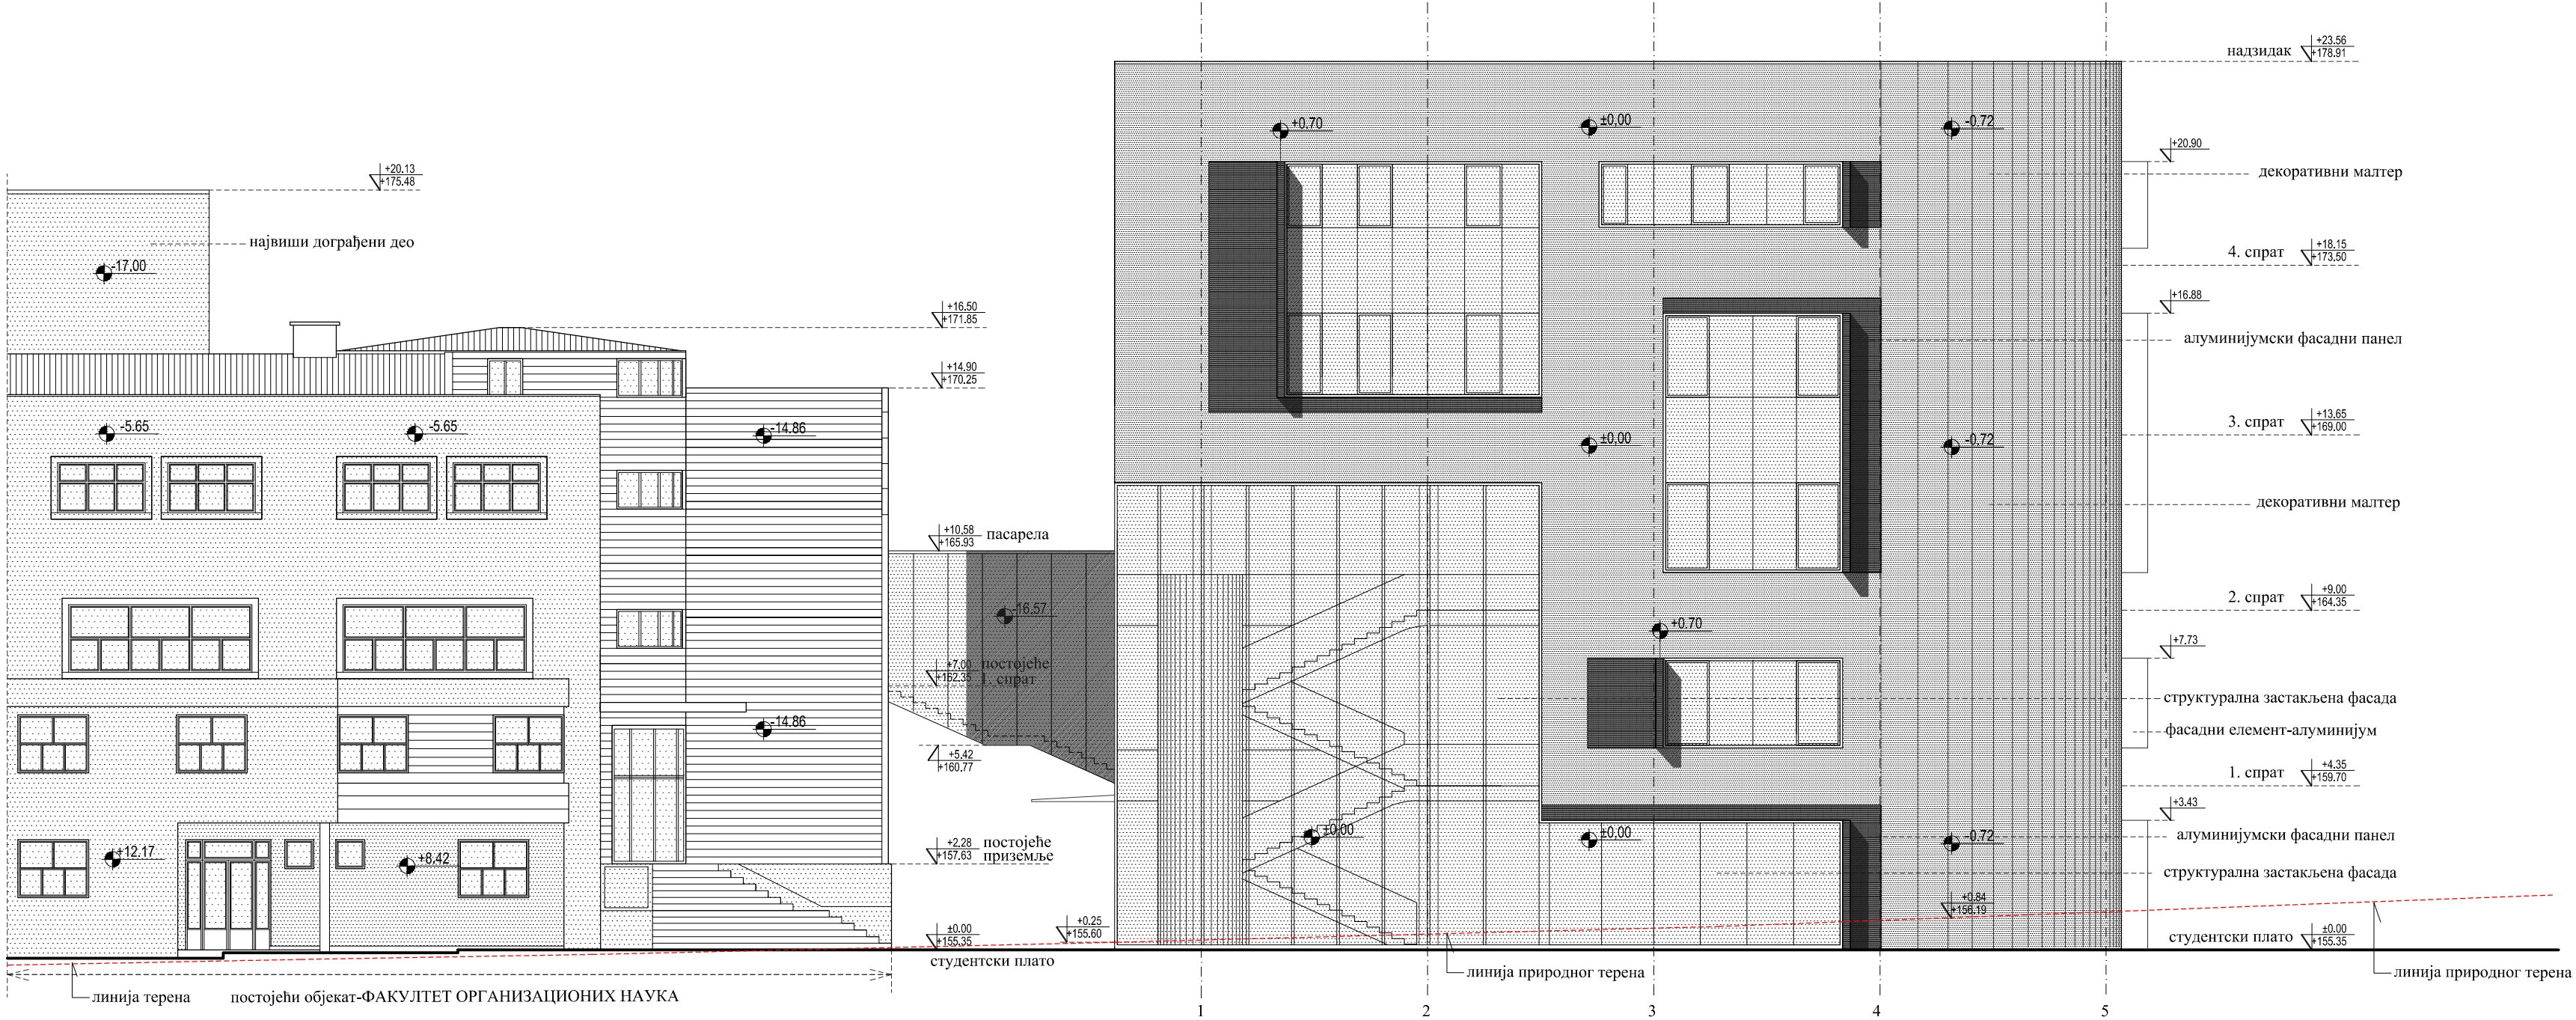 +20.13
+175.48
највиши дограђени део
-17,00
+16.50
+171.85
+14.90
+170.25
-5.65
-5.65
-14.86
+10,58
+165.93
пасарела
-16,57
+7.00
+162.35
постојеће
1. спрат
-14.86
+5.42
+160.77
+12.17
+8.42
+2,28
+157.63
постојеће
приземље
±0.00
+155.35
студентски плато
+0.25
+155.60
линија терена
постојећи објекат-ФАКУЛТЕТ ОРГАНИЗАЦИОНИХ НАУКА
+0.70
±0,00
-0.72
±0,00
-0.72
+0.70
±0,00
±0,00
-0.72
+0.84
156.19
линија природног терена
1
2
3
4
5
надзидак
+23.56
+178.91
+20.90
декоративни малтер
4. спрат
+18.15
+173.50
+16.88
алуминијумски фасадни панел
3. спрат
+13.65
+169.00
декоративни малтер
2. спрат
+9.00
+164.35
+7.73
структурална застакљена фасада
фасадни елемент-алуминијум
1. спрат
+4.35
+159.70
+3.43
алуминијумски фасадни панел
структурална застакљена фасада
студентски плато
±0.00
+155.35
линија природног терена